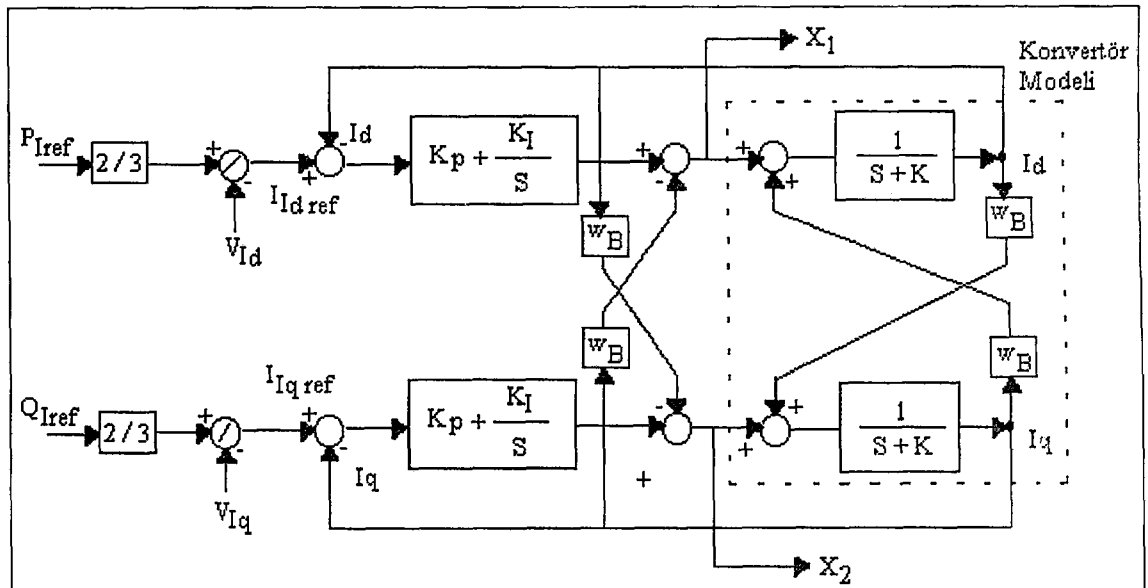 X1
Konvertör
Modeli
PIref
2/3
+
-
IId ref
VId
-
Id
+
Kp + KI/S
+
-
+
+
1/(S+K)
Id
wB
wB
wB
wB
QIref
2/3
+
-
IIq ref
VIq
+
-
Iq
Kp + KI/S
-
+
+
+
1/(S+K)
Iq
X2